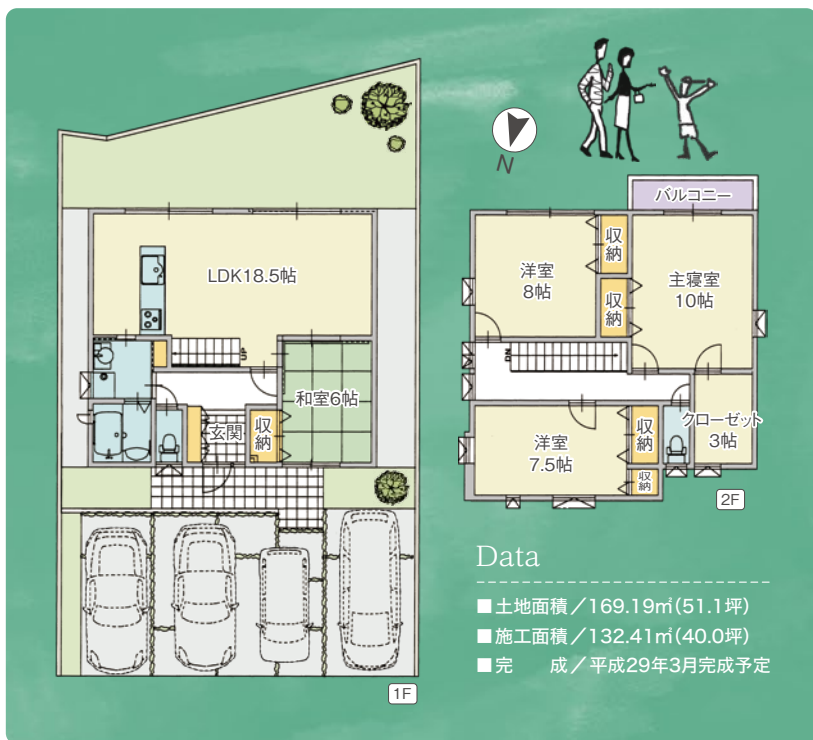 N
LDK18.5帖
UP
和室6帖
玄関
収納
1F
バルコニー
洋室
8帖
収納
収納
主寝室
10帖
DN
洋室
7.5帖
収納
収納
クローゼット
3帖
2F
Data
■土地面積／169.19㎡(51.1坪)
■施工面積／132.41㎡(40.0坪)
■完　　成／平成29年3月完成予定